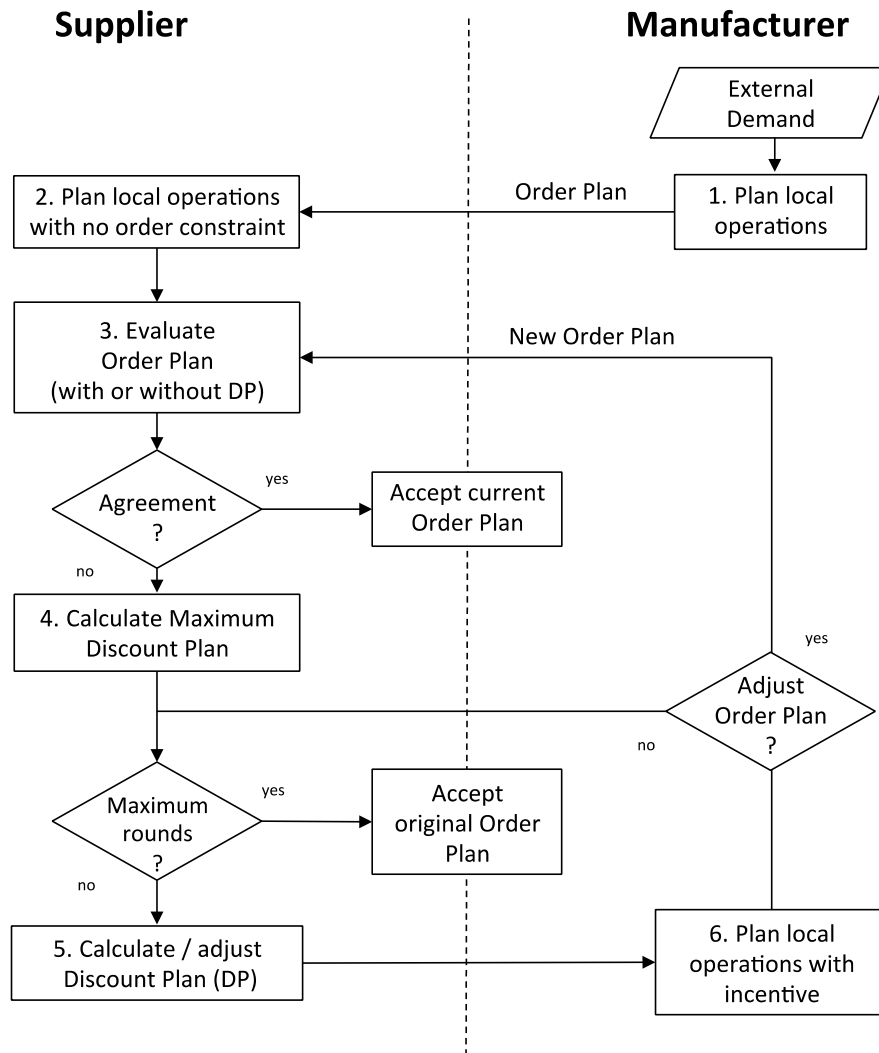 Supplier
Manufacturer
External
Demand
2. Plan local operations
with no order constraint
Order Plan
1. Plan local
operations
3. Evaluate
Order Plan
(with or without DP)
New Order Plan
Agreement
?
yes
Accept current
Order Plan
no
4. Calculate Maximum
Discount Plan
yes
Adjust
Order Plan
?
no
Maximum
rounds
?
yes
Accept
original Order
Plan
no
5. Calculate / adjust
Discount Plan (DP)
6. Plan local
operations with
incentive